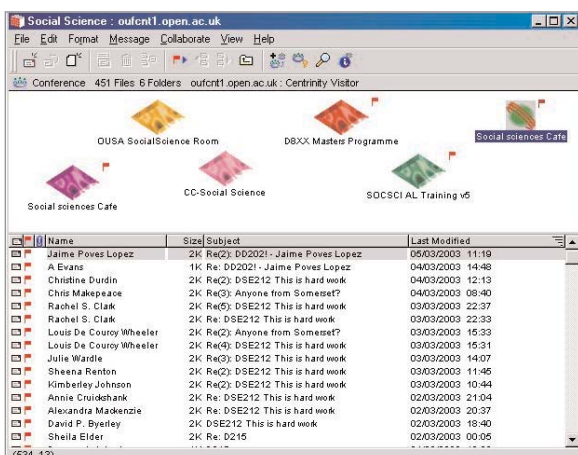 Social Science : oufcnt1.open.ac.uk
File Edit Format Message Collaborate View Help
Conference 451 Files 6 Folders oufcnt1.open.ac.uk : Centrinity Visitor
OUSA SocialScience Room
D8XX Masters Programme
Social sciences Cafe
Social sciences Cafe
CC-Social Science
SOCSCI AL Training v5
Name Size Subject Last Modified
Jaime Poves Lopez 2K Re(2): DD202! - Jaime Poves Lopez 05/03/2003 11:19
A Evans 1K Re: DD202! - Jaime Poves Lopez 04/03/2003 14:48
Christine Durdin 2K Re(2): DSE212 This is hard work 04/03/2003 12:13
Chris Makepeace 2K Re(3): Anyone from Somerset? 04/03/2003 08:40
Rachel S. Clark 2K Re(5): DSE212 This is hard work 03/03/2003 22:37
Rachel S. Clark 2K Re: DSE212 This is hard work 03/03/2003 22:33
Louis De Courcy Wheeler 2K Re(2): Anyone from Somerset? 03/03/2003 15:33
Louis De Courcy Wheeler 2K Re(4): DSE212 This is hard work 03/03/2003 15:31
Julie Wardle 2K Re(3): DSE212 This is hard work 03/03/2003 14:07
Sheena Renton 2K Re(2): DSE212 This is hard work 03/03/2003 11:45
Kimberley Johnson 2K Re(2): DSE212 This is hard work 03/03/2003 10:44
Annie Cruickshank 2K Re: DSE212 This is hard work 02/03/2003 21:04
Alexandra Mackenzie 2K Re: DSE212 This is hard work 02/03/2003 20:37
David P. Byerley 2K DSE212 This is hard work 02/03/2003 18:40
Sheila Elder 2K Re: D215 02/03/2003 00:05